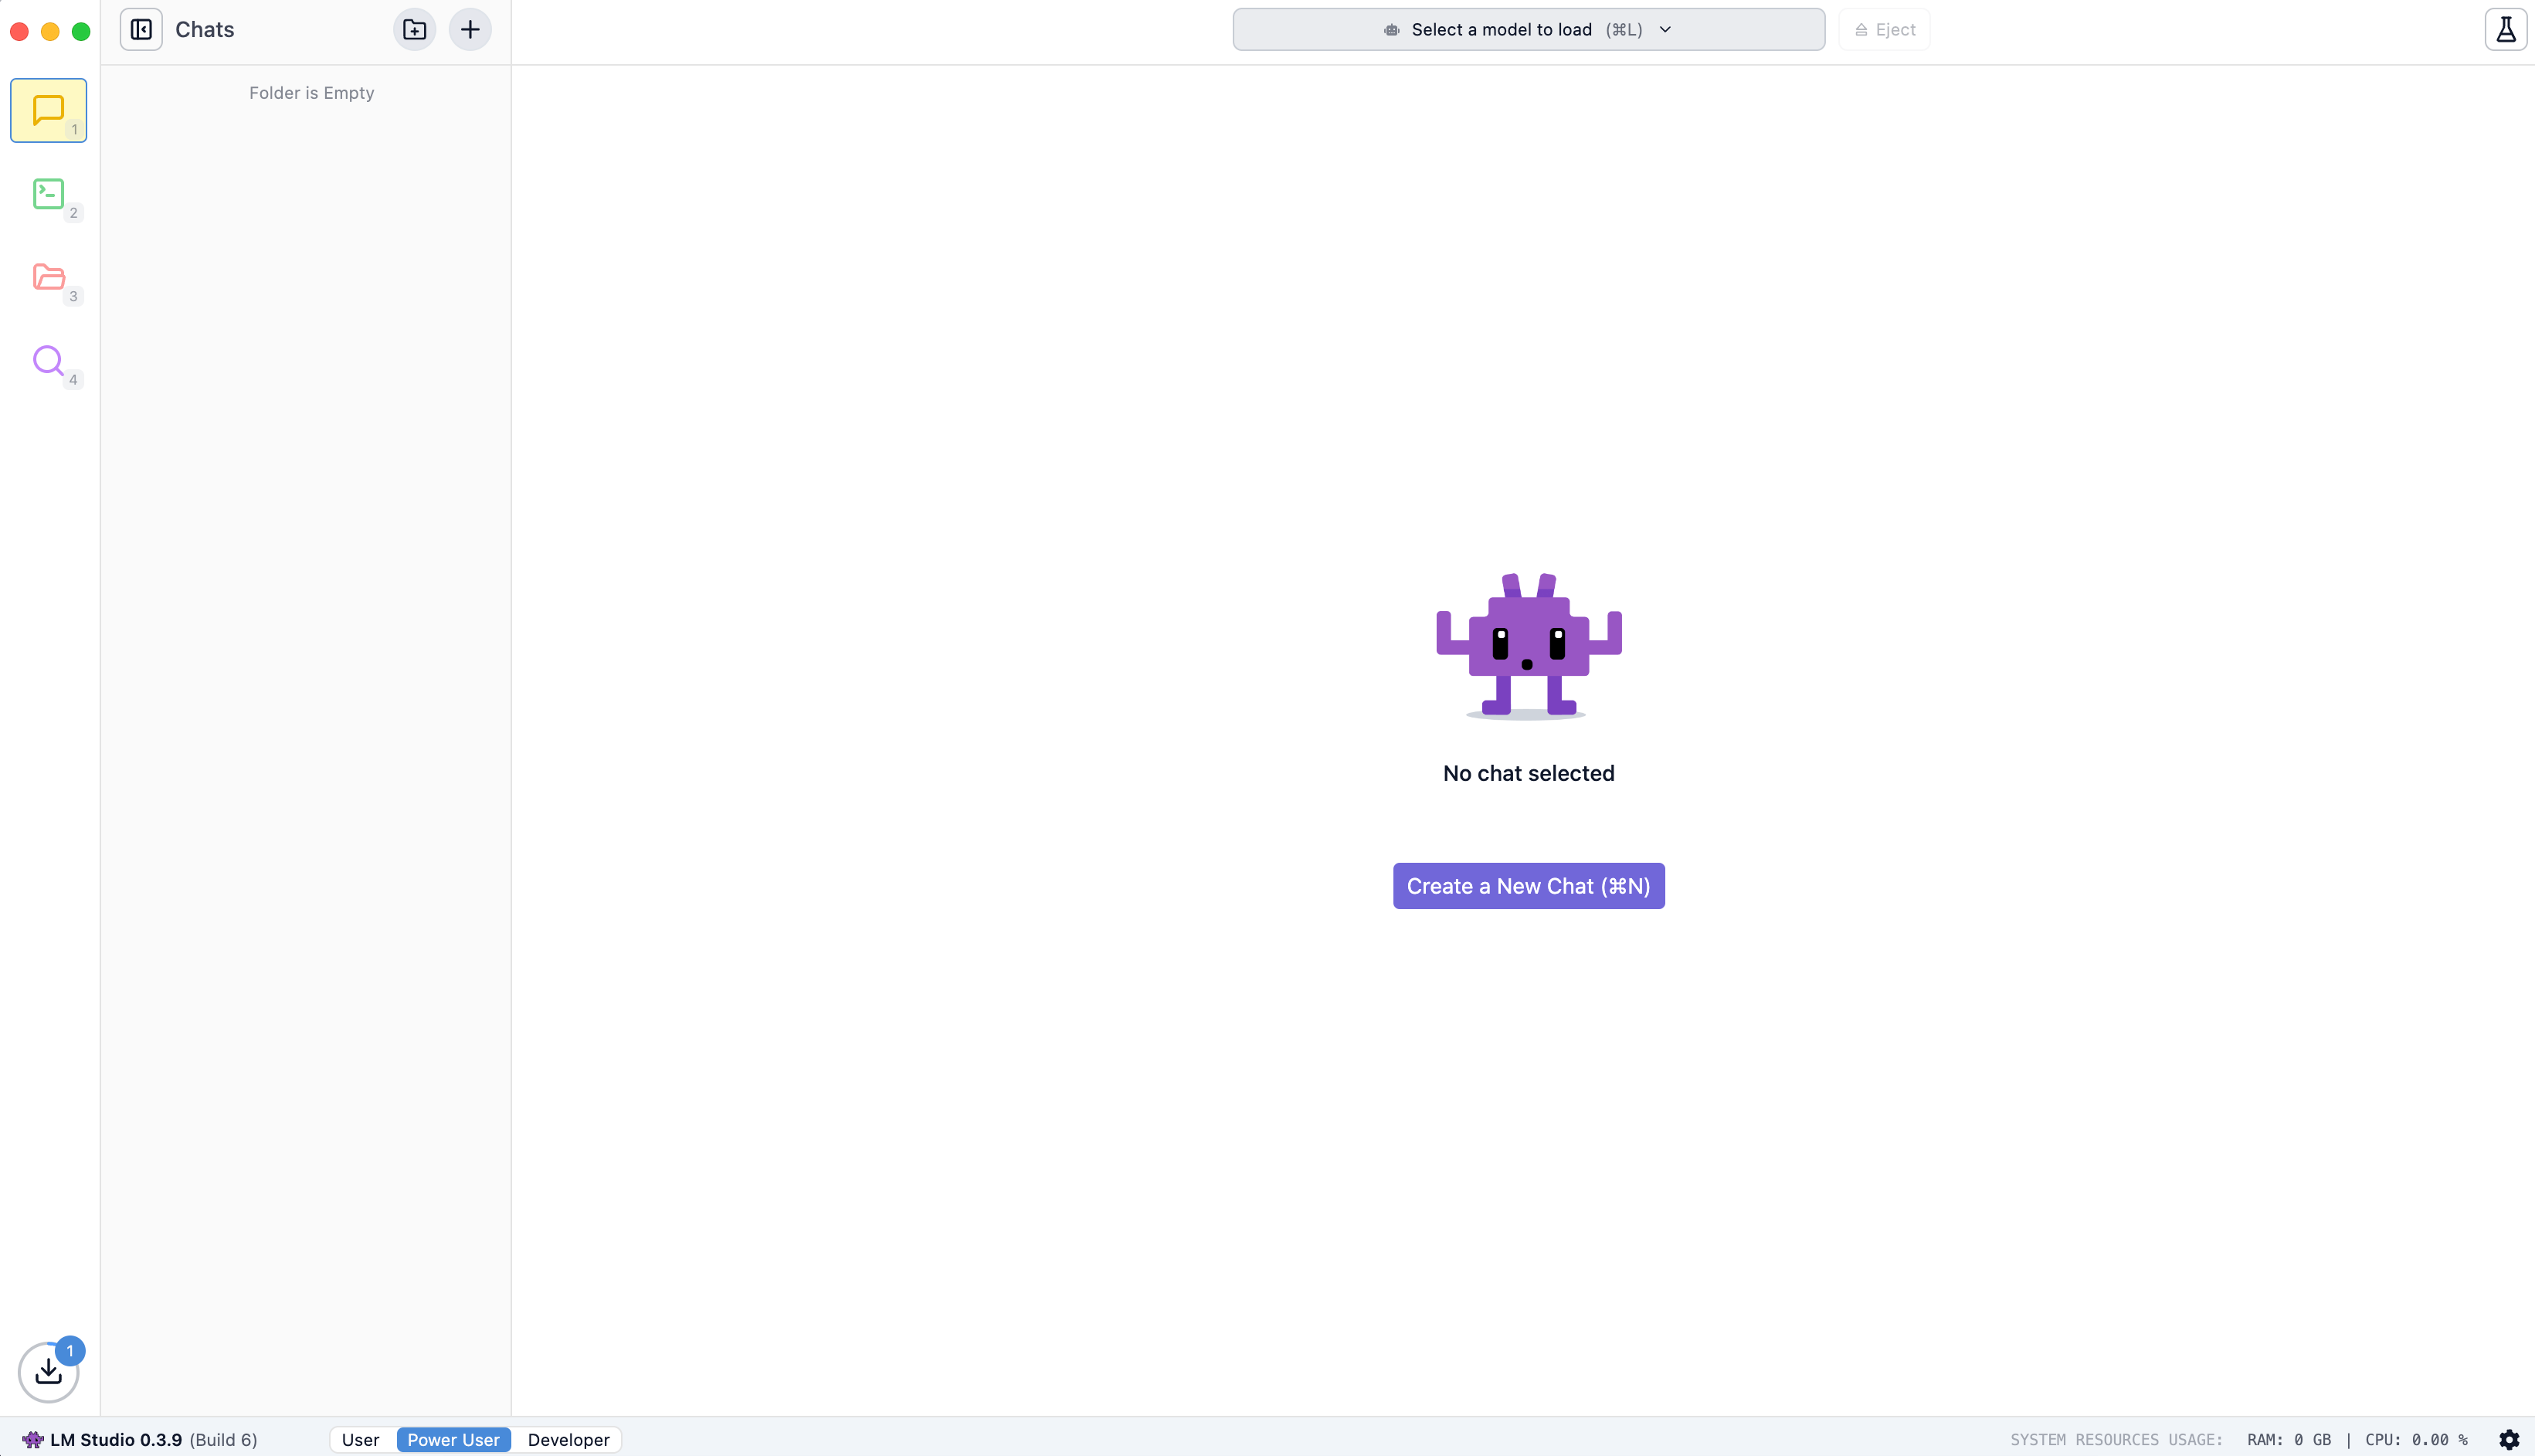 Chats
Select a model to load (⌘L)
Eject
Folder is Empty
1
2
3
4
No chat selected
Create a New Chat (⌘N)
1
LM Studio 0.3.9 (Build 6)
User
Power User
Developer
SYSTEM RESOURCES USAGE: RAM: 0 GB | CPU: 0.00 %